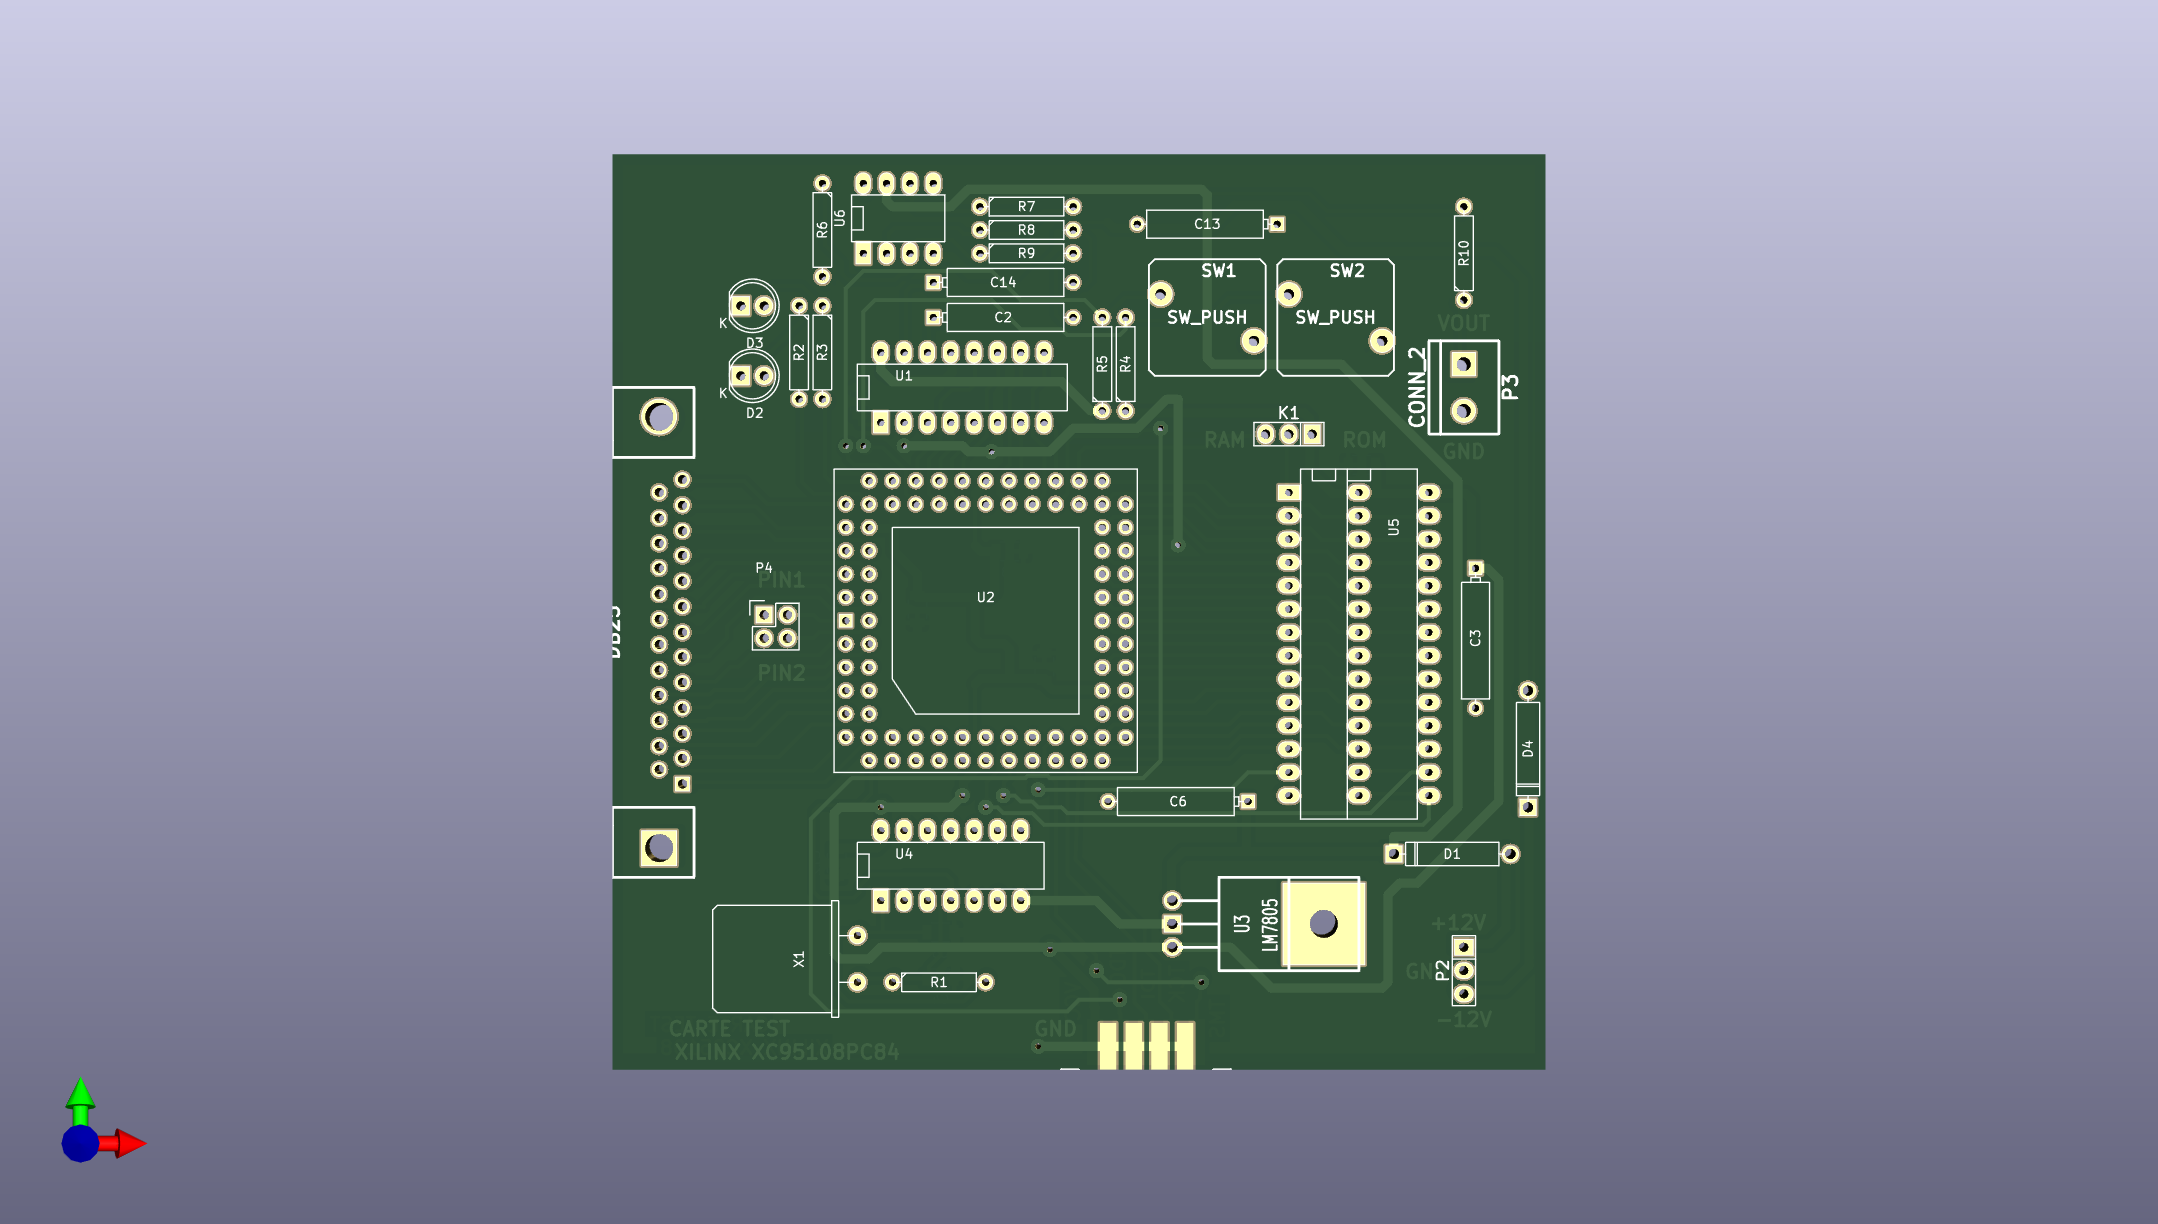 U6
R6
R7
R8
R9
C13
R10
C14
SW1
SW2
C2
SW_PUSH
SW_PUSH
VOUT
K
D3
R2
R3
R5
R4
U1
CONN_2
P3
K
D2
K1
RAM
ROM
GND
U5
P4
PIN1
U2
C3
PIN2
D4
C6
U4
D1
U3
LM7805
+12V
X1
P2
R1
-12V
CARTE TEST
GND
XILINX XC95108PC84